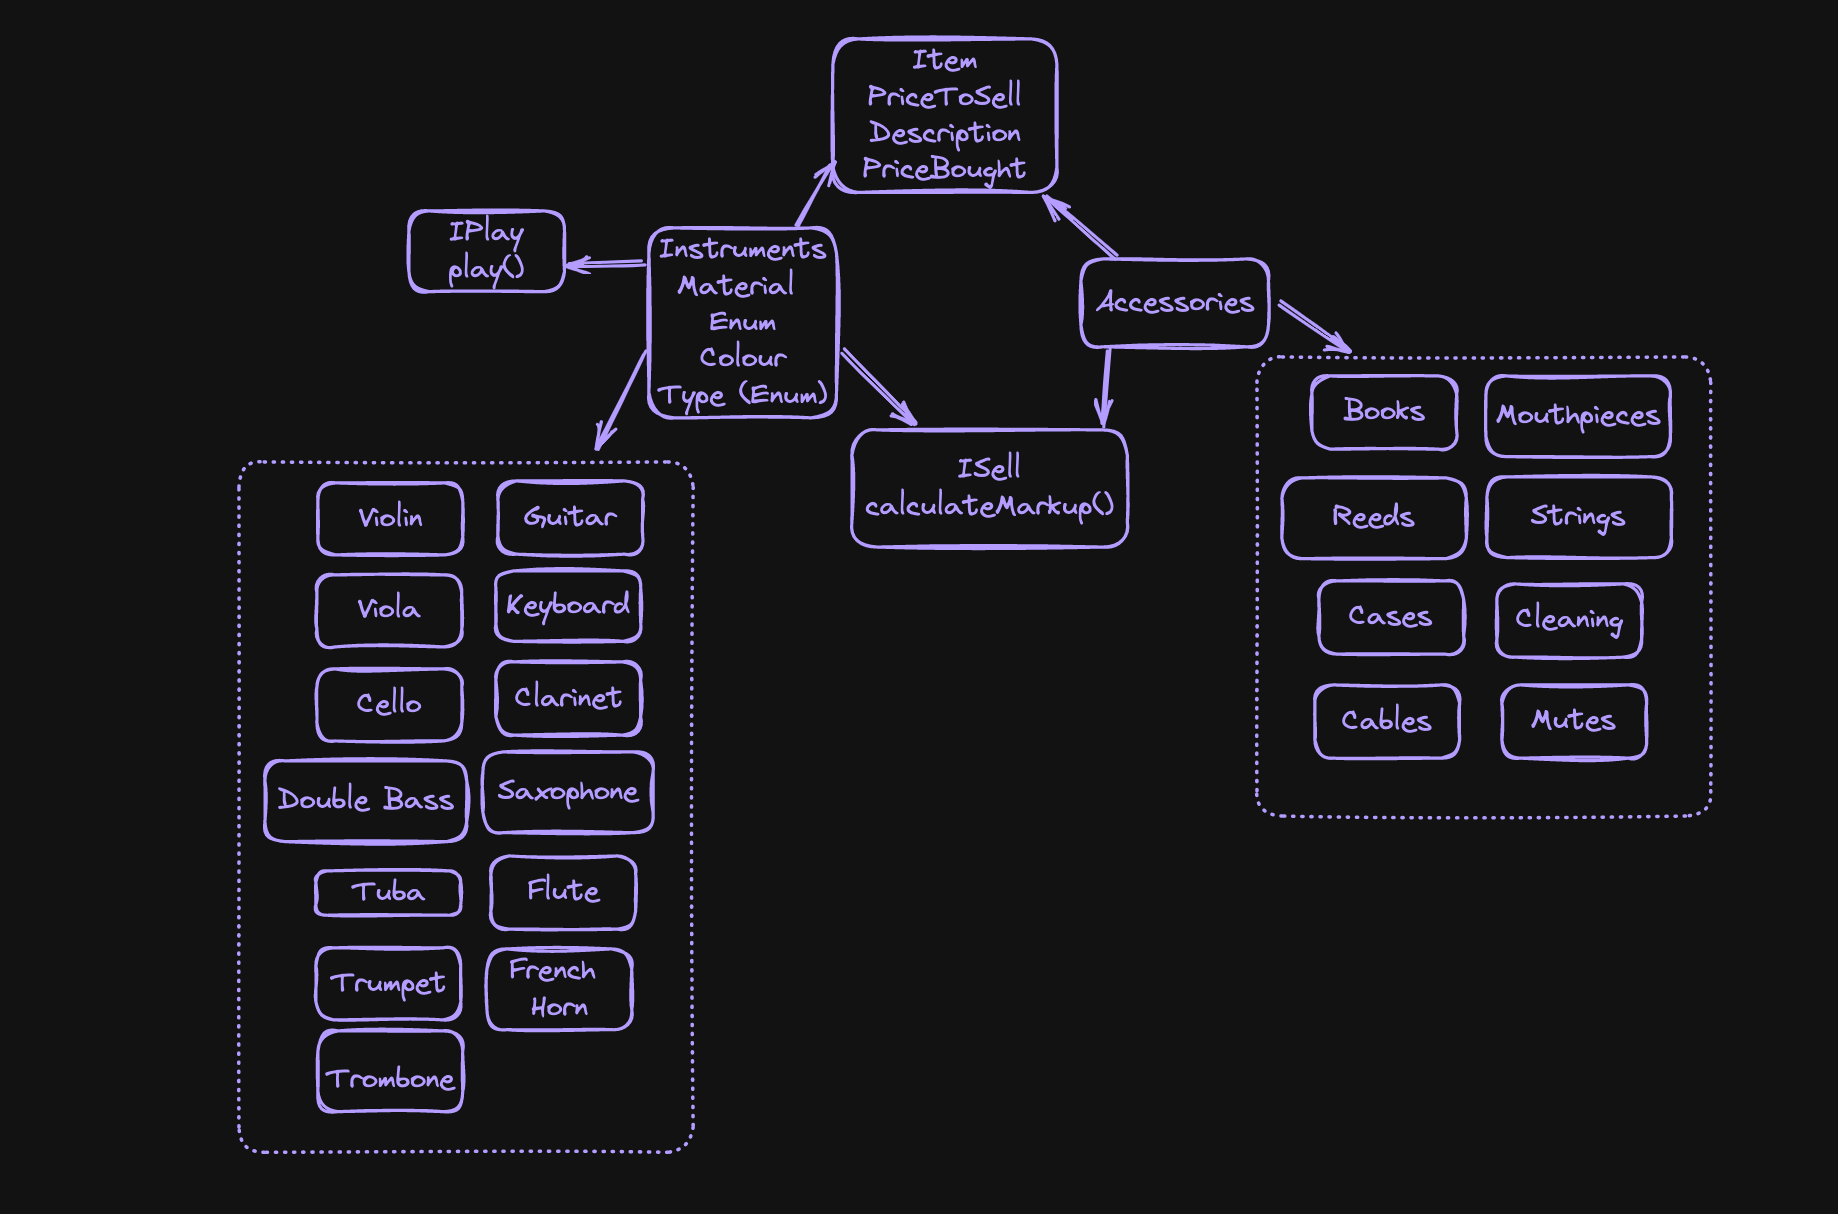 Item
PriceToSell
Description
PriceBought
IPlay
play()
Instruments
Material
Enum
Colour
Type (Enum)
Accessories
ISell
calculateMarkup()
Violin
Guitar
Viola
Keyboard
Cello
Clarinet
Double Bass
Saxophone
Tuba
Flute
Trumpet
French
Horn
Trombone
Books
Mouthpieces
Reeds
Strings
Cases
Cleaning
Cables
Mutes